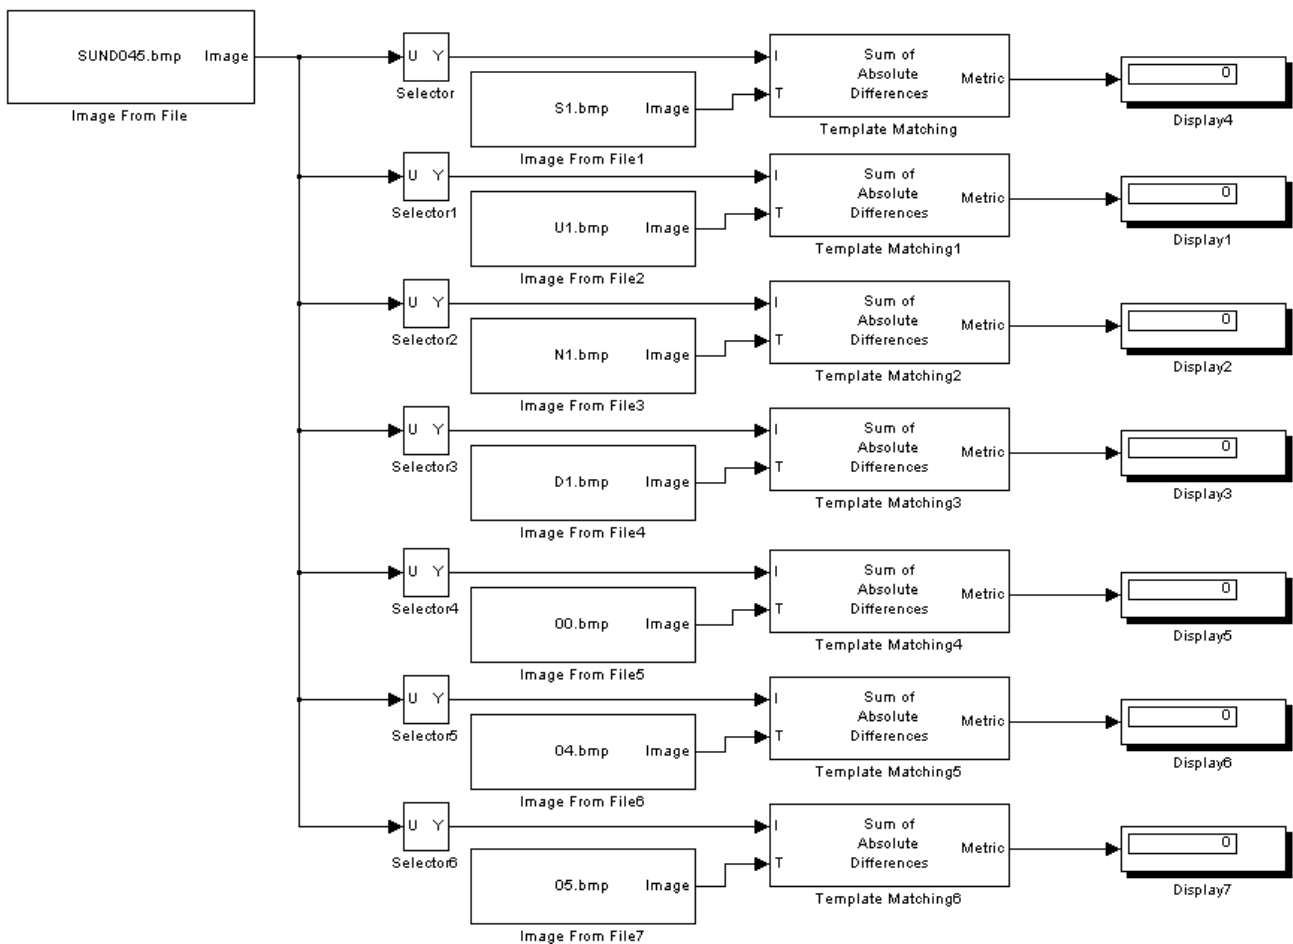 SUND045.bmp Image
Image From File
U Y
Selector
S1.bmp Image
Image From File1
I
T
Sum of
Absolute
Differences
Metric
Template Matching
0
Display4
U Y
Selector1
U1.bmp Image
Image From File2
I
T
Sum of
Absolute
Differences
Metric
Template Matching1
0
Display1
U Y
Selector2
N1.bmp Image
Image From File3
I
T
Sum of
Absolute
Differences
Metric
Template Matching2
0
Display2
U Y
Selector3
D1.bmp Image
Image From File4
I
T
Sum of
Absolute
Differences
Metric
Template Matching3
0
Display3
U Y
Selector4
00.bmp Image
Image From File5
I
T
Sum of
Absolute
Differences
Metric
Template Matching4
0
Display5
U Y
Selector5
04.bmp Image
Image From File6
I
T
Sum of
Absolute
Differences
Metric
Template Matching5
0
Display6
U Y
Selector6
05.bmp Image
Image From File7
I
T
Sum of
Absolute
Differences
Metric
Template Matching6
0
Display7